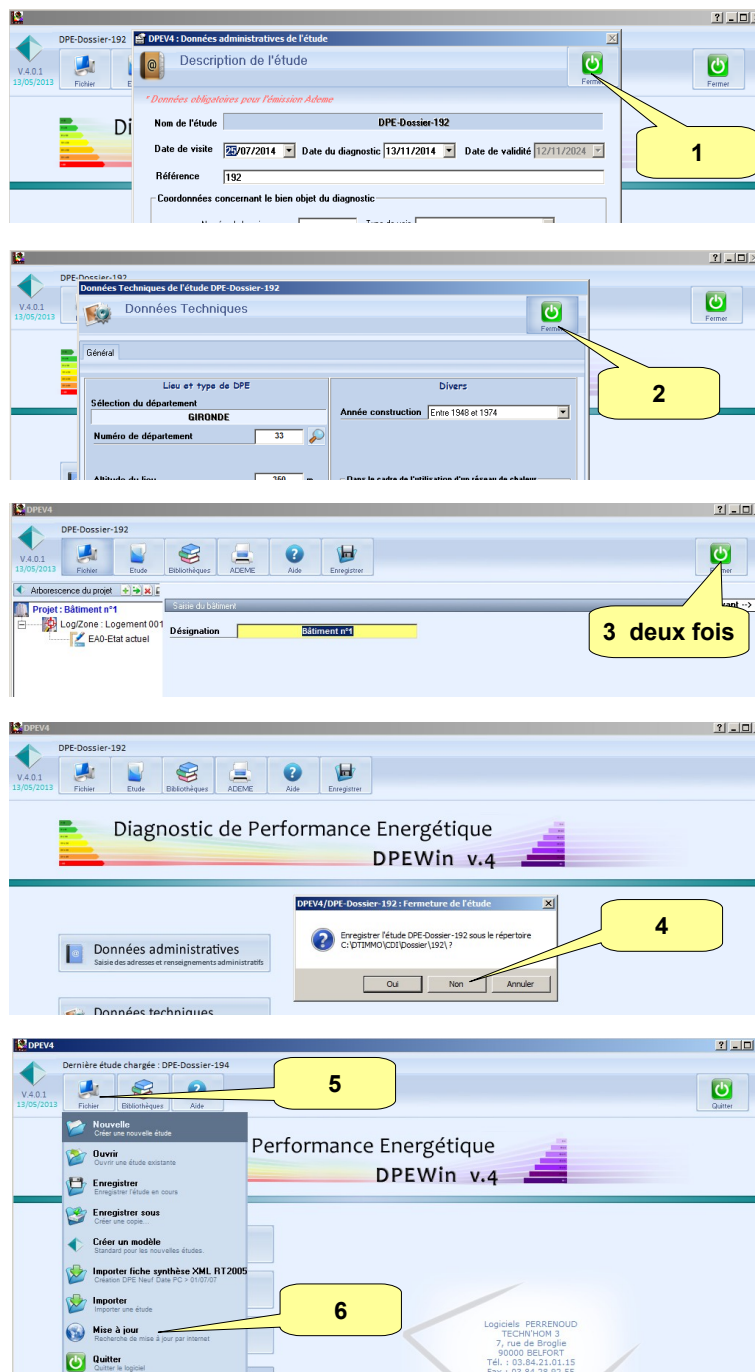 DPE-Dossier-192
DPEV4 : Données administratives de l'étude
V.4.0.1
13/05/2013
Fichier
Description de l'étude
Fermer
Fermer
* Données obligatoires pour l'émission Ademe
Nom de l'étude DPE-Dossier-192
Date de visite 25/07/2014 Date du diagnostic 13/11/2014 Date de validité 12/11/2024
Référence 192
Coordonnées concernant le bien objet du diagnostic
1
DPE-Dossier-192
Données Techniques de l'étude DPE-Dossier-192
V.4.0.1
13/05/2013
Données Techniques
Fermer
Fermer
Général
Lieu et type de DPE
Divers
Sélection du département
GIRONDE
Année construction Entre 1948 et 1974
Numéro de département 33
Altitude du lieu
Dans le cadre de l'utilisation d'un réseau de chaleur
2
DPEV4
DPE-Dossier-192
V.4.0.1
13/05/2013
Fichier Etude Bibliothèques ADEME Aide Enregistrer
Arborescence du projet
Saisie du bâtiment
Projet : Bâtiment n°1
Log/Zone : Logement 001
EA0-Etat actuel
Désignation Bâtiment n°1
3 deux fois
DPEV4
DPE-Dossier-192
V.4.0.1
13/05/2013
Fichier Etude Bibliothèques ADEME Aide Enregistrer
Diagnostic de Performance Energétique
DPEWin v.4
DPEV4/DPE-Dossier-192 : Fermeture de l'étude
Enregistrer l'étude DPE-Dossier-192 sous le répertoire
C:\DTIMMO\CDI\Dossier\192\ ?
Oui Non Annuler
4
Données administratives
Saisie des adresses et renseignements administratifs
Données techniques
DPEV4
Dernière étude chargée : DPE-Dossier-194
V.4.0.1
13/05/2013
Fichier Bibliothèques Aide
Quitter
5
Nouvelle
Créer une nouvelle étude
Performance Energétique
DPEWin v.4
Ouvrir
Ouvrir une étude existante
Enregistrer
Enregistrer l'étude en cours
Enregistrer sous
Créer une copie...
Créer un modèle
Standard pour les nouvelles études.
Importer fiche synthèse XML RT2005
Création DPE Neuf Date PC > 01/07/07
Importer
Importer une étude
6
Mise à jour
Recherche de mise à jour par internet
Quitter
Quitter le logiciel
Logiciels PERRENOUD
TECHN'HOM 3
7, rue de Broglie
90000 BELFORT
Tél. : 03.84.21.01.15